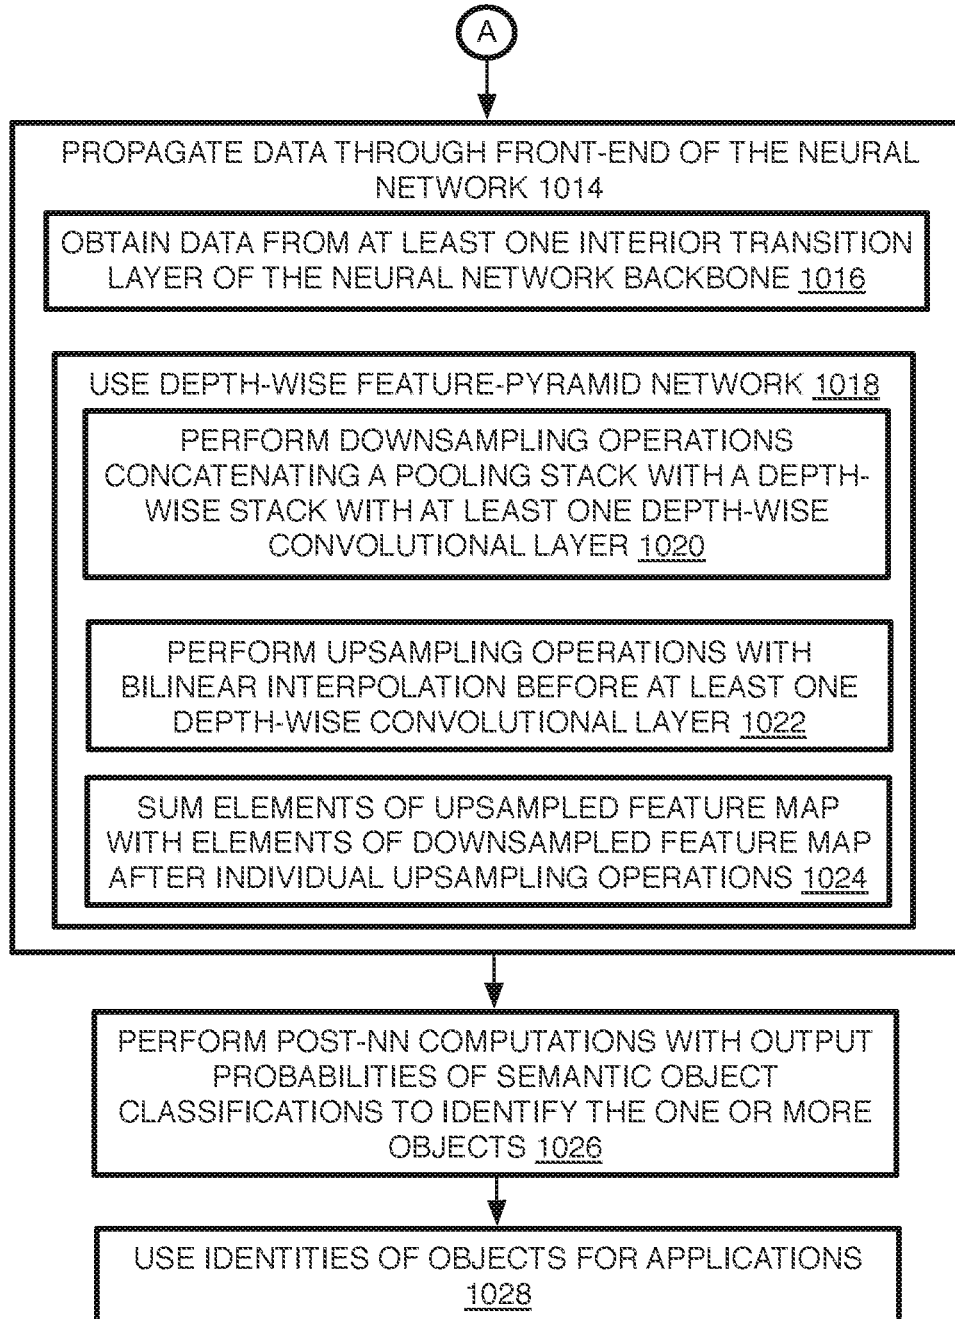 A
PROPAGATE DATA THROUGH FRONT-END OF THE NEURAL
NETWORK 1014
OBTAIN DATA FROM AT LEAST ONE INTERIOR TRANSITION
LAYER OF THE NEURAL NETWORK BACKBONE 1016
USE DEPTH-WISE FEATURE-PYRAMID NETWORK 1018
PERFORM DOWNSAMPLING OPERATIONS
CONCATENATING A POOLING STACK WITH A DEPTH-
WISE STACK WITH AT LEAST ONE DEPTH-WISE
CONVOLUTIONAL LAYER 1020
PERFORM UPSAMPLING OPERATIONS WITH
BILINEAR INTERPOLATION BEFORE AT LEAST ONE
DEPTH-WISE CONVOLUTIONAL LAYER 1022
SUM ELEMENTS OF UPSAMPLED FEATURE MAP
WITH ELEMENTS OF DOWNSAMPLED FEATURE MAP
AFTER INDIVIDUAL UPSAMPLING OPERATIONS 1024
PERFORM POST-NN COMPUTATIONS WITH OUTPUT
PROBABILITIES OF SEMANTIC OBJECT
CLASSIFICATIONS TO IDENTIFY THE ONE OR MORE
OBJECTS 1026
USE IDENTITIES OF OBJECTS FOR APPLICATIONS
1028